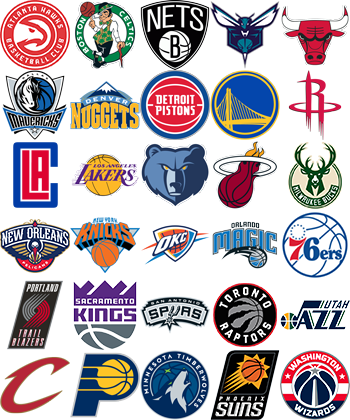 ATLANTA HAWKS
BASKETBALL CLUB
BOSTON
CELTICS
NETS
B
MAVERICKS
DENVER
NUGGETS
DETROIT
PISTONS
R
LA
LOS ANGELES
LAKERS
MILWAUKEE BUCKS
NEW ORLEANS
PELICANS
NEW YORK
KNICKS
OKC
ORLANDO
MAGIC
76ers
PORTLAND
TRAIL
BLAZERS
SACRAMENTO
KINGS
SAN ANTONIO
SPURS
TORONTO
RAPTORS
UTAH
JAZZ
C
MINNESOTA TIMBERWOLVES
PHOENIX
SUNS
WASHINGTON
WIZARDS